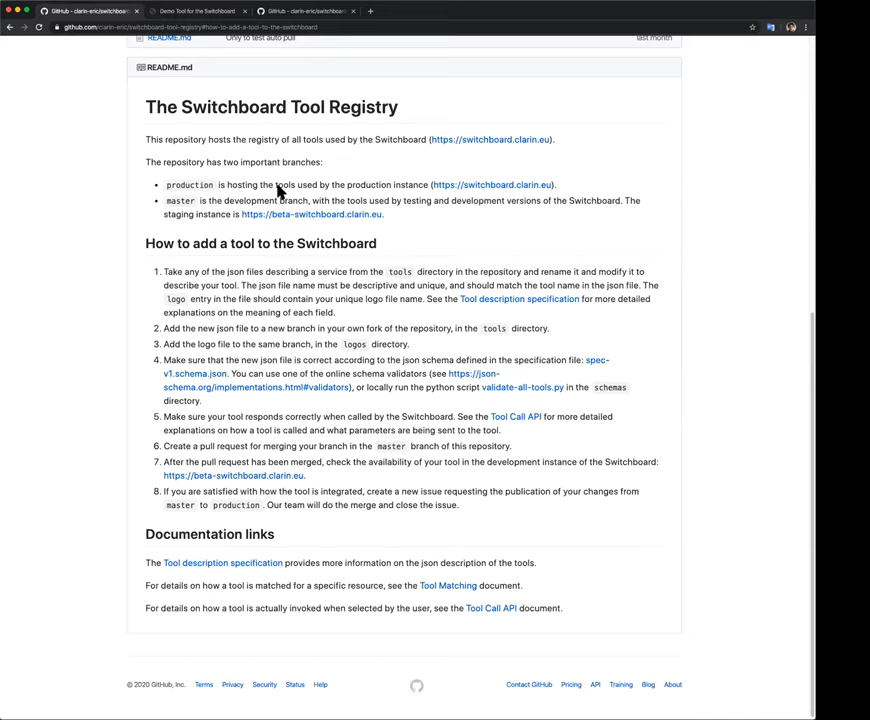 GitHub - clarin-eric/switchboa
Demo Tool for the Switchboard
GitHub - clarin-eric/switchboar
github.com/clarin-eric/switchboard-tool-registry#how-to-add-a-tool-to-the-switchboard
README.md Only to test auto pull last month
README.md
The Switchboard Tool Registry
This repository hosts the registry of all tools used by the Switchboard (https://switchboard.clarin.eu).
The repository has two important branches:
• production is hosting the tools used by the production instance (https://switchboard.clarin.eu).
• master is the development branch, with the tools used by testing and development versions of the Switchboard. The
staging instance is https://beta-switchboard.clarin.eu.
How to add a tool to the Switchboard
1. Take any of the json files describing a service from the tools directory in the repository and rename it and modify it to
describe your tool. The json file name must be descriptive and unique, and should match the tool name in the json file. The
logo entry in the file should contain your unique logo file name. See the Tool description specification for more detailed
explanations on the meaning of each field.
2. Add the new json file to a new branch in your own fork of the repository, in the tools directory.
3. Add the logo file to the same branch, in the logos directory.
4. Make sure that the new json file is correct according to the json schema defined in the specification file: spec-
v1.schema.json. You can use one of the online schema validators (see https://json-
schema.org/implementations.html#validators), or locally run the python script validate-all-tools.py in the schemas
directory.
5. Make sure your tool responds correctly when called by the Switchboard. See the Tool Call API for more detailed
explanations on how a tool is called and what parameters are being sent to the tool.
6. Create a pull request for merging your branch in the master branch of this repository.
7. After the pull request has been merged, check the availability of your tool in the development instance of the Switchboard:
https://beta-switchboard.clarin.eu.
8. If you are satisfied with how the tool is integrated, create a new issue requesting the publication of your changes from
master to production. Our team will do the merge and close the issue.
Documentation links
The Tool description specification provides more information on the json description of the tools.
For details on how a tool is matched for a specific resource, see the Tool Matching document.
For details on how a tool is actually invoked when selected by the user, see the Tool Call API document.
© 2020 GitHub, Inc. Terms Privacy Security Status Help Contact GitHub Pricing API Training Blog About